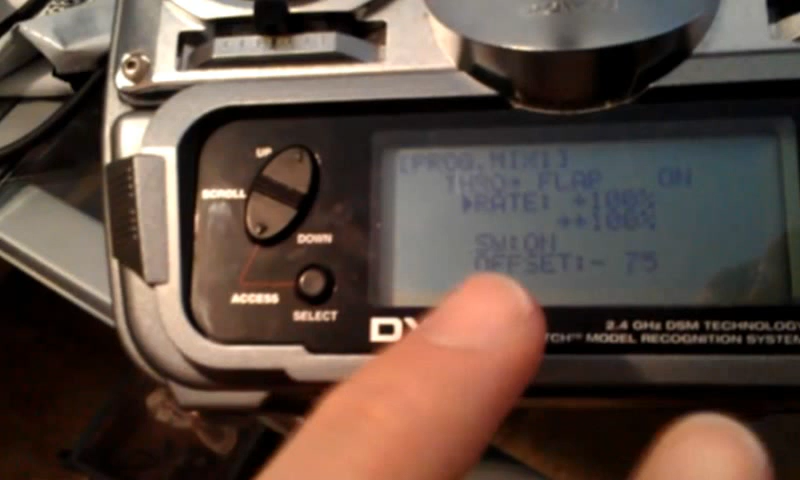 UP
SCROLL
DOWN
ACCESS
SELECT
[PROG.MIX1]
THRO→ FLAP ON
RATE: +100%
→+100%
SW:ON
OFFSET:- 75
2.4 GHz DSM TECHNOLOGY
MODEL RECOGNITION SYSTEM